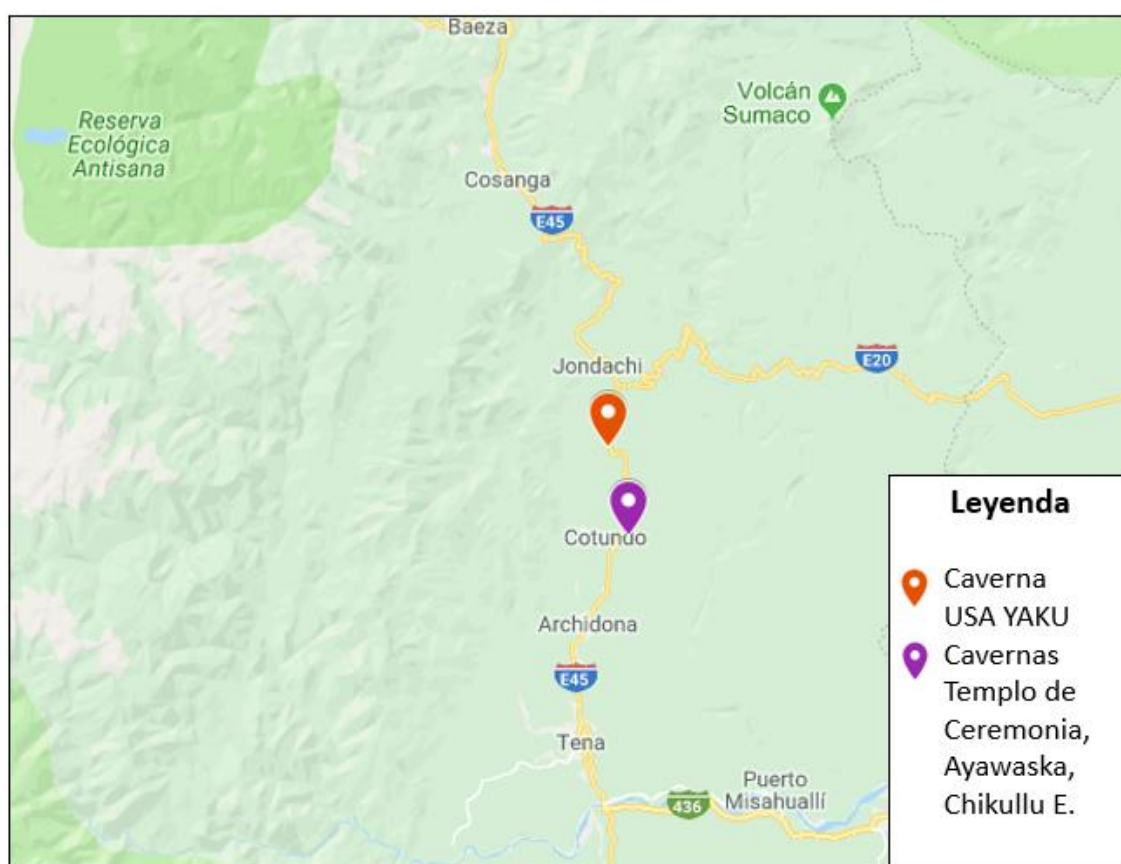 Baeza
Volcán
Sumaco
Reserva
Ecológica
Antisana
Cosanga
E45
Jondachi
E20
Cotundo
Archidona
E45
Tena
Puerto
Misahuallí
436
Leyenda
Caverna
USA YAKU
Cavernas
Templo de
Ceremonia,
Ayawaska,
Chikullu E.